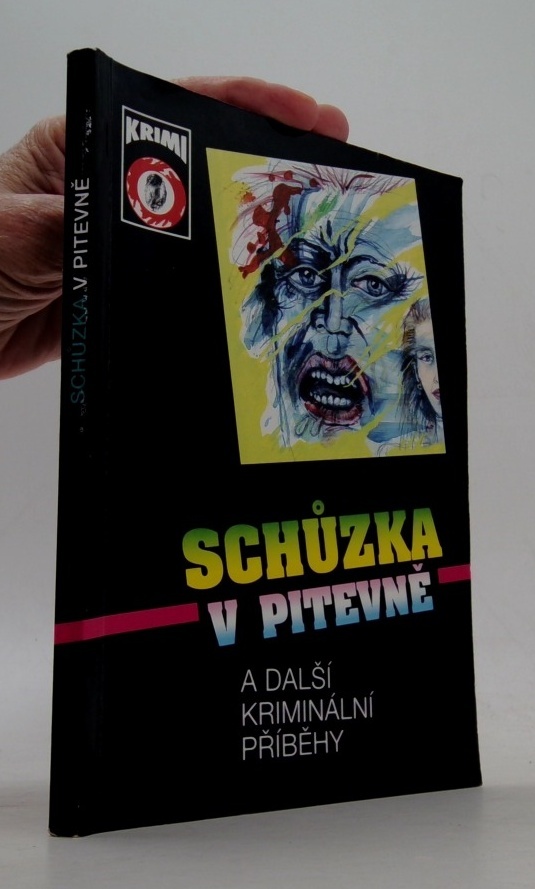 KRIMI
SCHŮZKA V PITEVNĚ
SCHŮZKA
V PITEVNĚ
A DALŠÍ
KRIMINÁLNÍ
PŘÍBĚHY